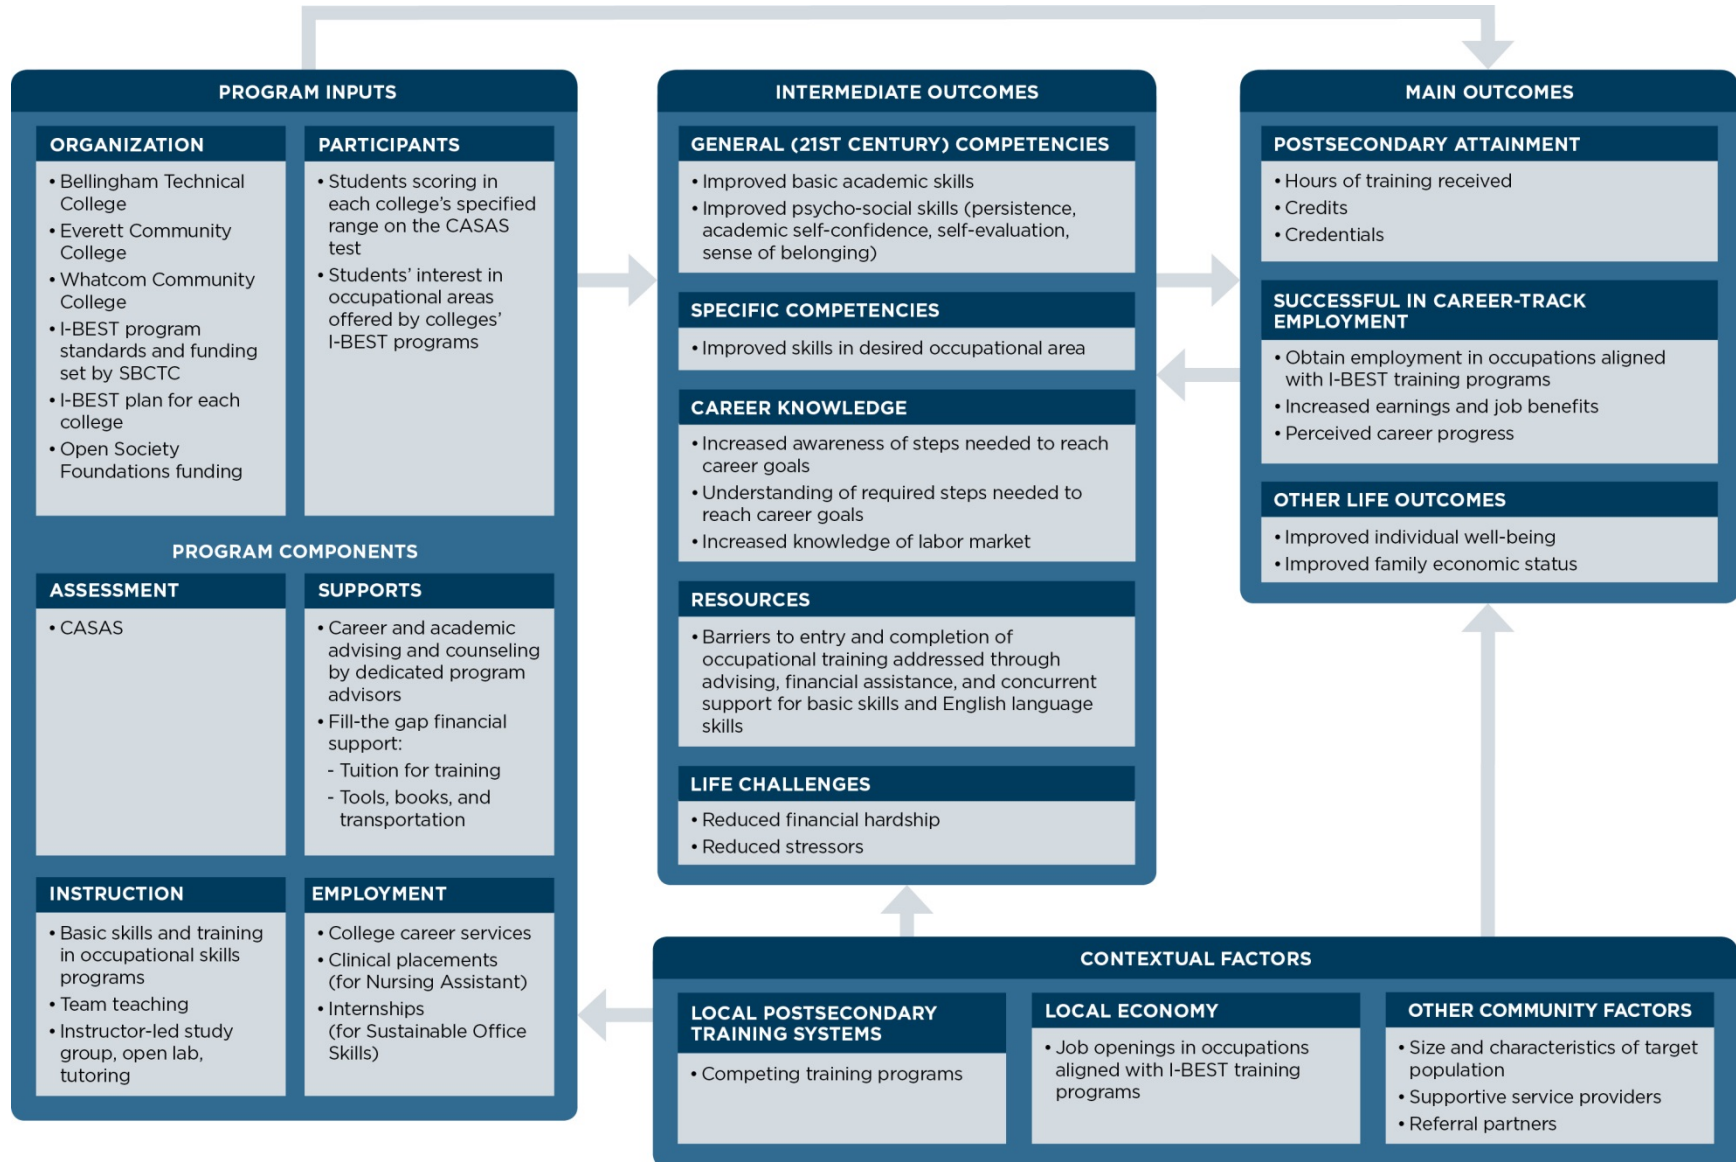 PROGRAM INPUTS
ORGANIZATION
• Bellingham Technical
College
• Everett Community
College
• Whatcom Community
College
• I-BEST program
standards and funding
set by SBCTC
• I-BEST plan for each
college
• Open Society
Foundations funding
PARTICIPANTS
• Students scoring in
each college’s specified
range on the CASAS
test
• Students’ interest in
occupational areas
offered by colleges’
I-BEST programs
PROGRAM COMPONENTS
ASSESSMENT
• CASAS
SUPPORTS
• Career and academic
advising and counseling
by dedicated program
advisors
• Fill-the gap financial
support:
- Tuition for training
- Tools, books, and
transportation
INSTRUCTION
• Basic skills and training
in occupational skills
programs
• Team teaching
• Instructor-led study
group, open lab,
tutoring
EMPLOYMENT
• College career services
• Clinical placements
(for Nursing Assistant)
• Internships
(for Sustainable Office
Skills)
INTERMEDIATE OUTCOMES
GENERAL (21ST CENTURY) COMPETENCIES
• Improved basic academic skills
• Improved psycho-social skills (persistence,
academic self-confidence, self-evaluation,
sense of belonging)
SPECIFIC COMPETENCIES
• Improved skills in desired occupational area
CAREER KNOWLEDGE
• Increased awareness of steps needed to reach
career goals
• Understanding of required steps needed to
reach career goals
• Increased knowledge of labor market
RESOURCES
• Barriers to entry and completion of
occupational training addressed through
advising, financial assistance, and concurrent
support for basic skills and English language
skills
LIFE CHALLENGES
• Reduced financial hardship
• Reduced stressors
MAIN OUTCOMES
POSTSECONDARY ATTAINMENT
• Hours of training received
• Credits
• Credentials
SUCCESSFUL IN CAREER-TRACK
EMPLOYMENT
• Obtain employment in occupations aligned
with I-BEST training programs
• Increased earnings and job benefits
• Perceived career progress
OTHER LIFE OUTCOMES
• Improved individual well-being
• Improved family economic status
CONTEXTUAL FACTORS
LOCAL POSTSECONDARY
TRAINING SYSTEMS
• Competing training programs
LOCAL ECONOMY
• Job openings in occupations
aligned with I-BEST training
programs
OTHER COMMUNITY FACTORS
• Size and characteristics of target
population
• Supportive service providers
• Referral partners